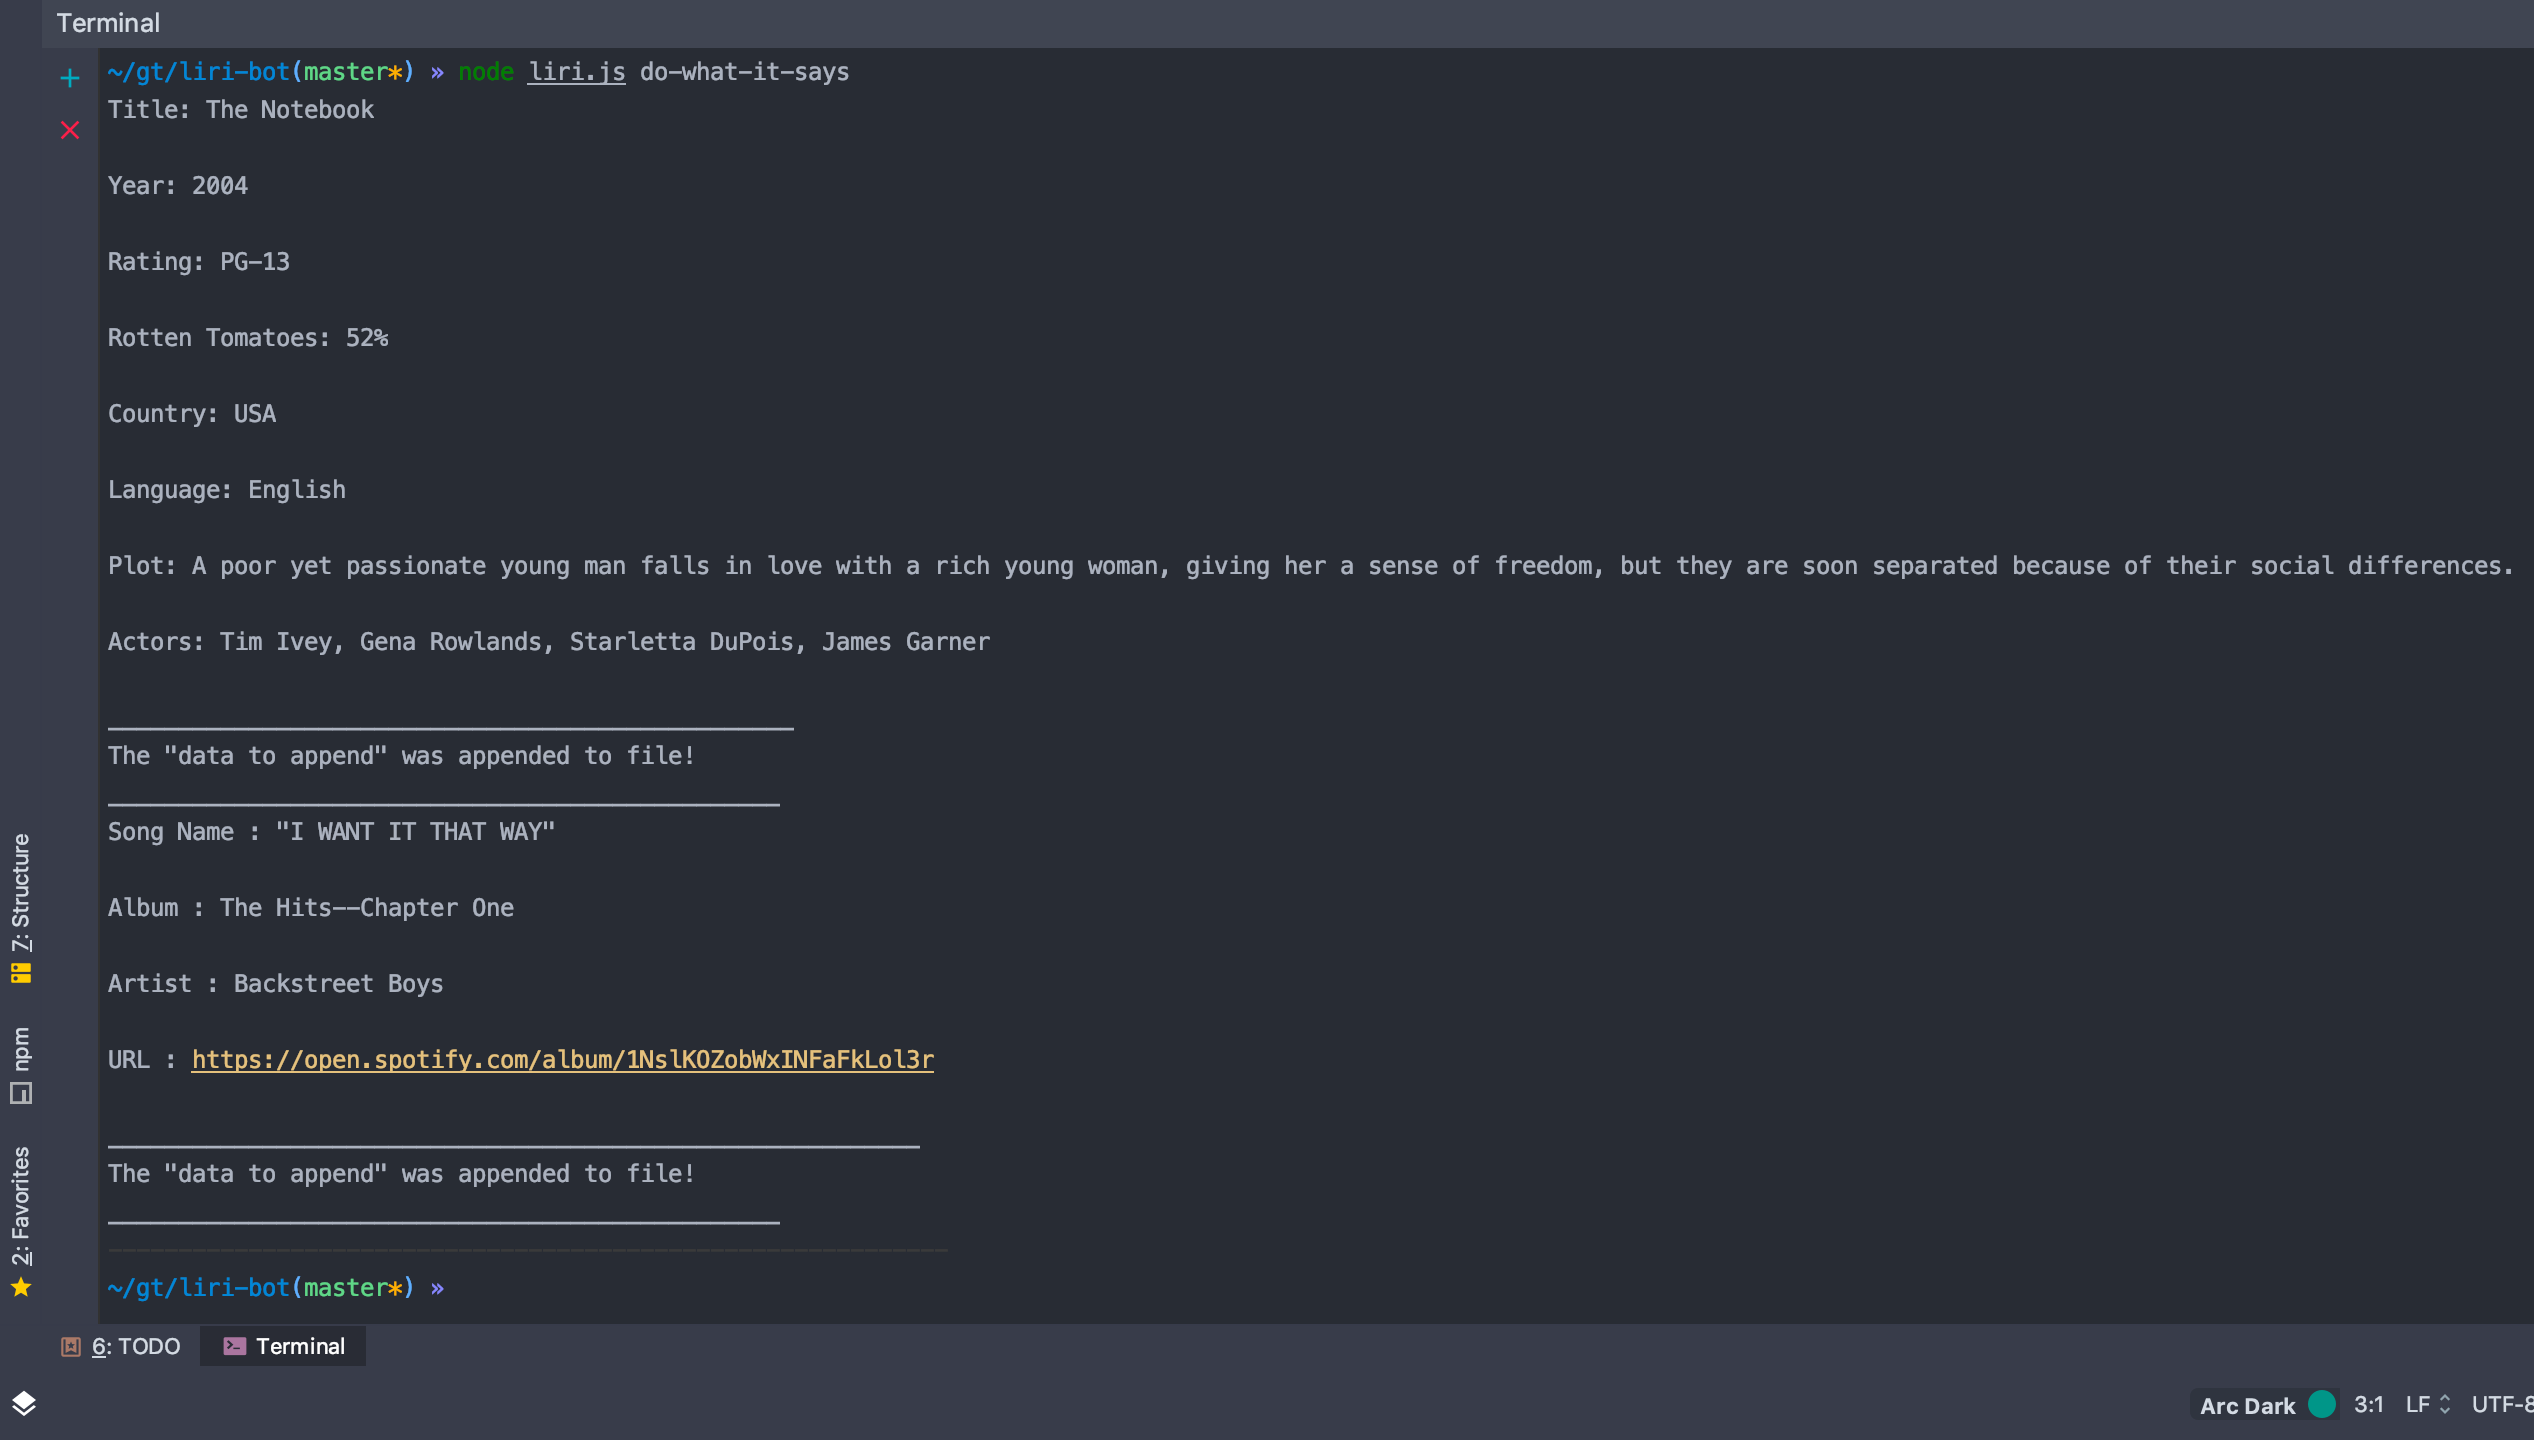 Terminal
~/gt/liri-bot(master*) » node liri.js do-what-it-says
Title: The Notebook
Year: 2004
Rating: PG-13
Rotten Tomatoes: 52%
Country: USA
Language: English
Plot: A poor yet passionate young man falls in love with a rich young woman, giving her a sense of freedom, but they are soon separated because of their social differences.
Actors: Tim Ivey, Gena Rowlands, Starletta DuPois, James Garner
The "data to append" was appended to file!
Song Name : "I WANT IT THAT WAY"
Album : The Hits--Chapter One
Artist : Backstreet Boys
URL : https://open.spotify.com/album/1NslKOZobWxINFaFkLol3r
The "data to append" was appended to file!
~/gt/liri-bot(master*) »
7: Structure
npm
2: Favorites
6: TODO
Terminal
Arc Dark 3:1 LF UTF-8